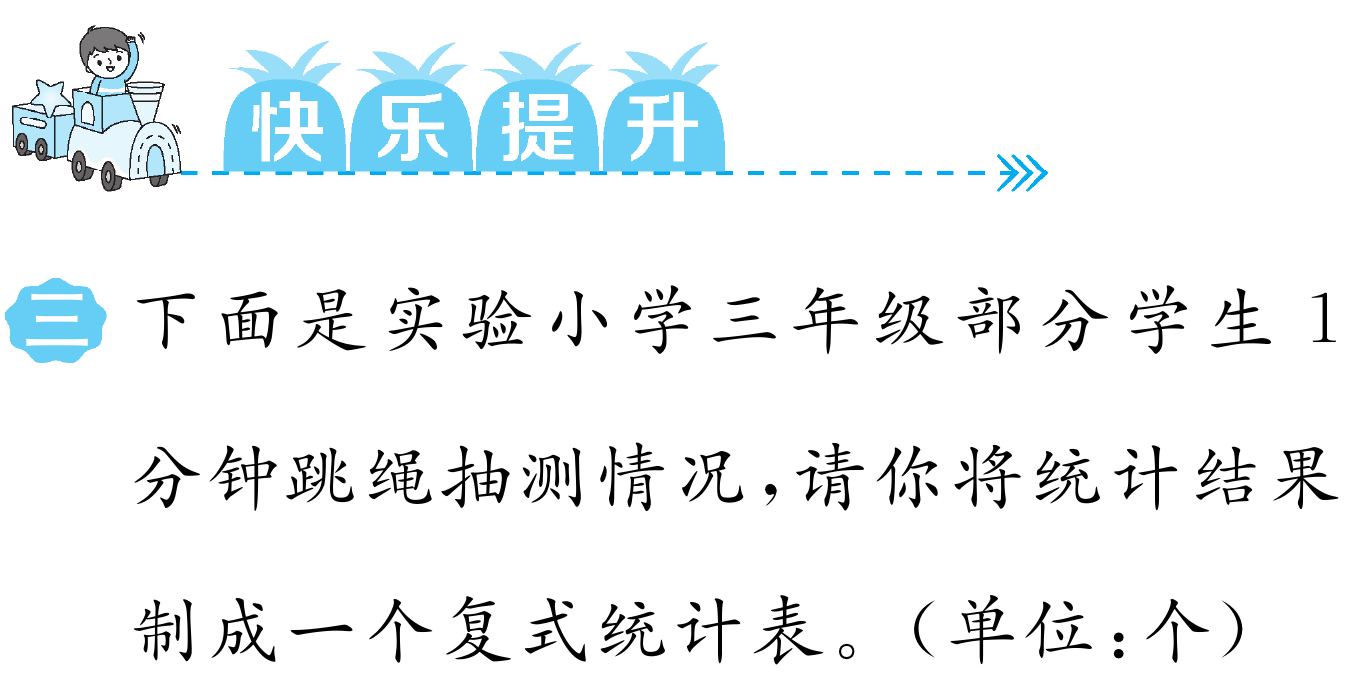 快乐提升
三 下面是实验小学三年级部分学生1
分钟跳绳抽测情况,请你将统计结果
制成一个复式统计表。(单位:个)